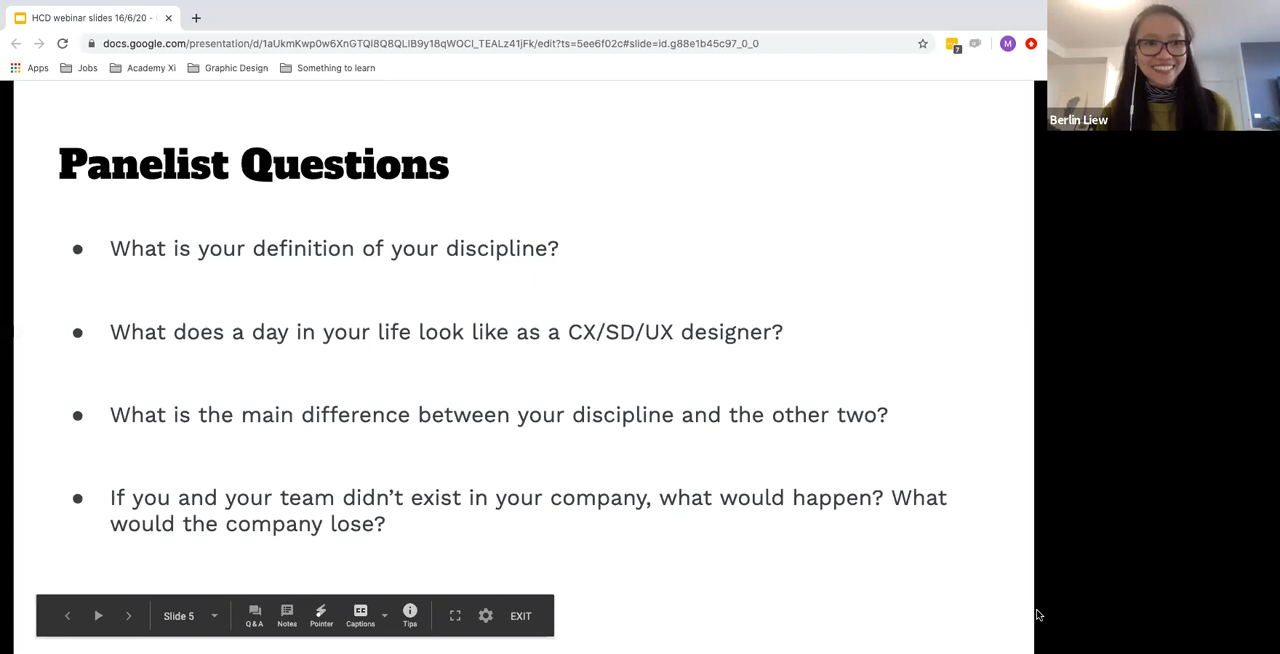 HCD webinar slides 16/6/20 -
docs.google.com/presentation/d/1aUkmKwp0w6XnGTQl8Q8QLIB9y18qWOCl_TEALz41jFk/edit?ts=5ee6f02c#slide=id.g88e1b45c97_0_0
7
M
Apps Jobs Academy Xi Graphic Design Something to learn
Berlin Liew
Panelist Questions
● What is your definition of your discipline?
● What does a day in your life look like as a CX/SD/UX designer?
● What is the main difference between your discipline and the other two?
● If you and your team didn’t exist in your company, what would happen? What
would the company lose?
Slide 5
CC
Q&A Notes Pointer Captions Tips
EXIT